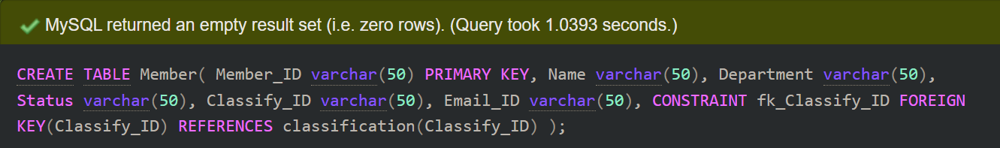 MySQL returned an empty result set (i.e. zero rows). (Query took 1.0393 seconds.)
CREATE TABLE Member( Member_ID varchar(50) PRIMARY KEY, Name varchar(50), Department varchar(50),
Status varchar(50), Classify_ID varchar(50), Email_ID varchar(50), CONSTRAINT fk_Classify_ID FOREIGN
KEY(Classify_ID) REFERENCES classification(Classify_ID) );